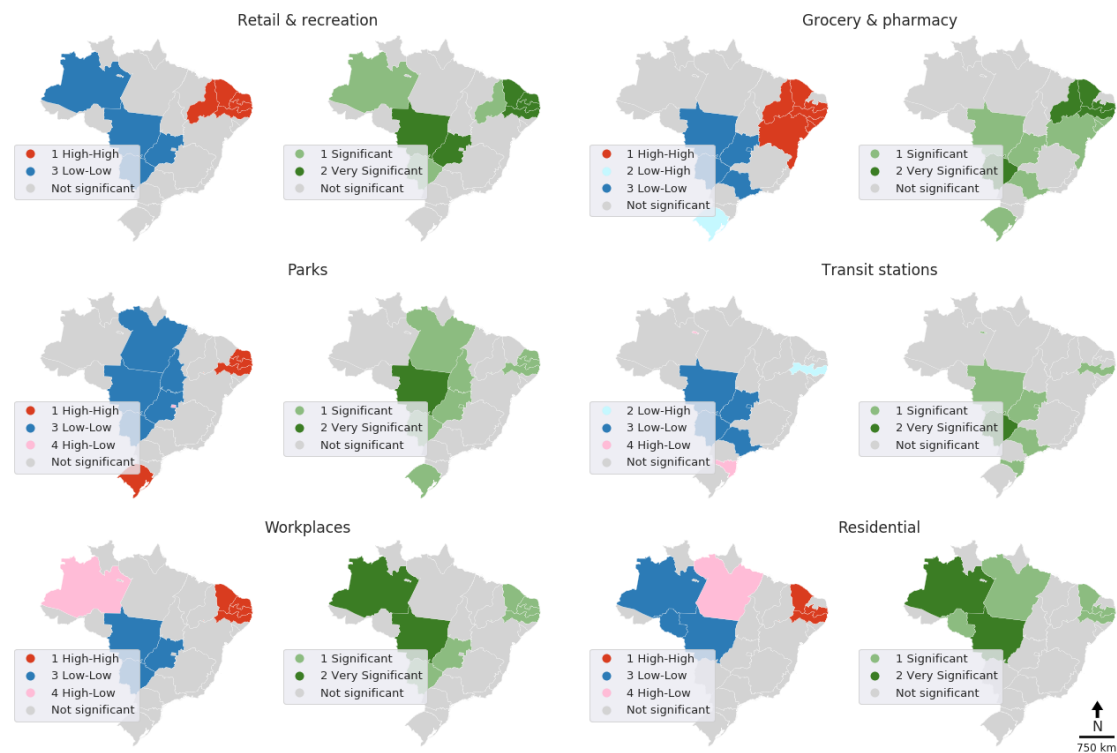 Retail & recreation
1 High-High
3 Low-Low
Not significant
1 Significant
2 Very Significant
Not significant
Grocery & pharmacy
1 High-High
2 Low-High
3 Low-Low
Not significant
1 Significant
2 Very Significant
Not significant
Parks
1 High-High
3 Low-Low
4 High-Low
Not significant
1 Significant
2 Very Significant
Not significant
Transit stations
2 Low-High
3 Low-Low
4 High-Low
Not significant
1 Significant
2 Very Significant
Not significant
Workplaces
1 High-High
3 Low-Low
4 High-Low
Not significant
1 Significant
2 Very Significant
Not significant
Residential
1 High-High
3 Low-Low
4 High-Low
Not significant
1 Significant
2 Very Significant
Not significant
N
750 km